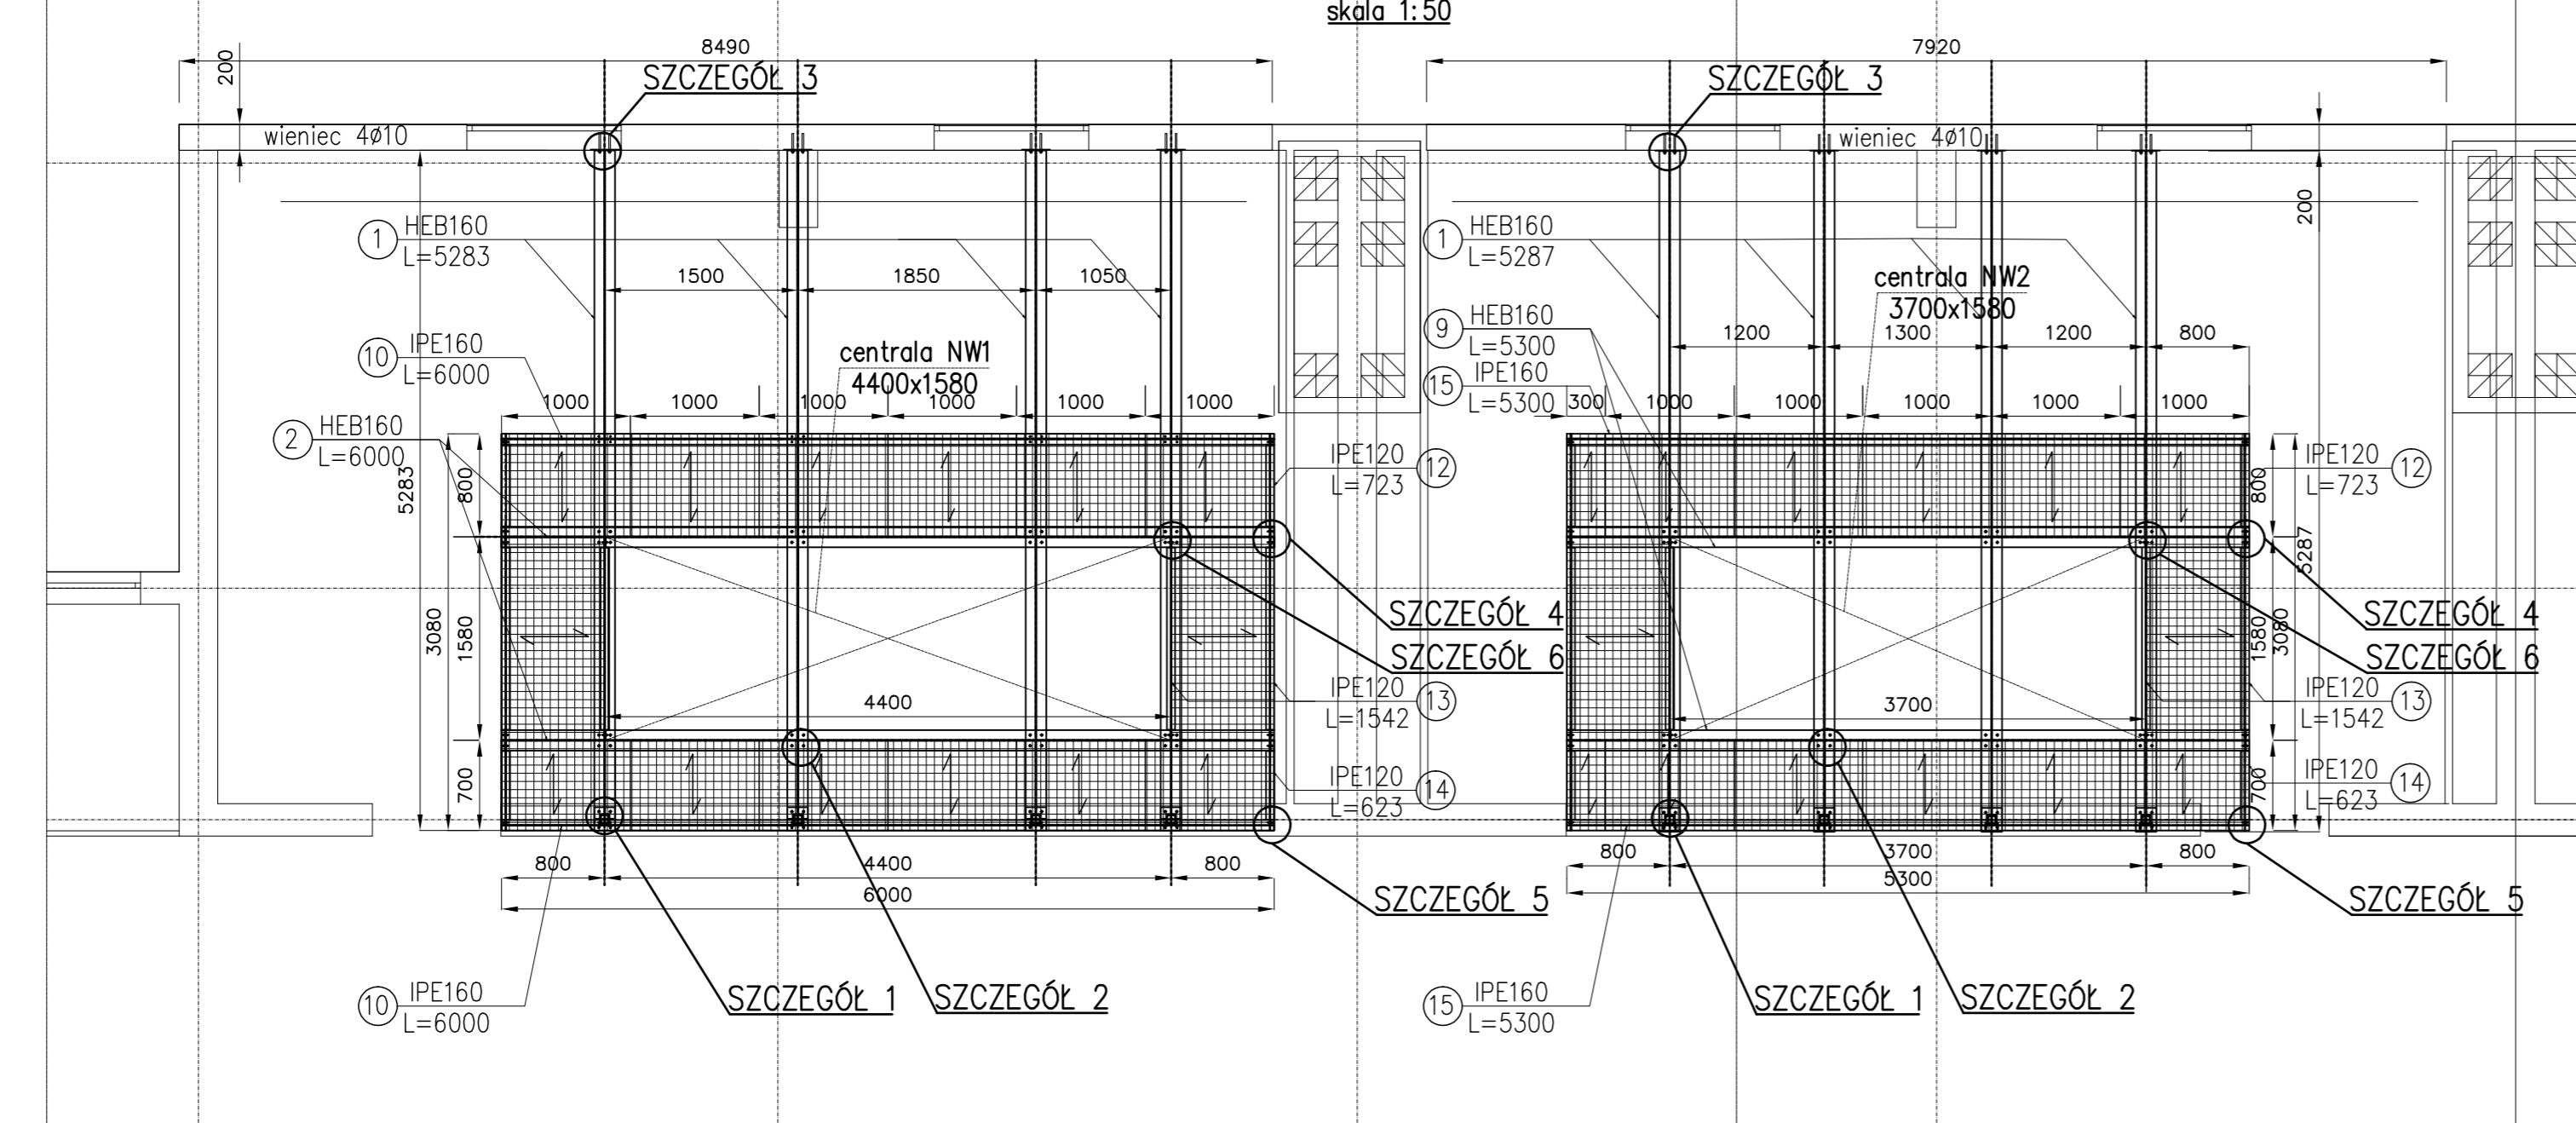 skala 1:50
8490
7920
200
SZCZEGÓŁ 3
SZCZEGÓŁ 3
wieniec 4ø10
wieniec 4ø10
1 HEB160
L=5283
1 HEB160
L=5287
200
1500
1850
1050
centrala NW2
3700x1580
9 HEB160
L=5300
1200
1300
1200
800
10 IPE160
L=6000
centrala NW1
4400x1580
15 IPE160
L=5300
1000
1000
1000
1000
1000
1000
300
1000
1000
1000
1000
1000
2 HEB160
L=6000
5283
800
IPE120 12
L=723
800
IPE120 12
L=723
5287
3080
1580
SZCZEGÓŁ 4
SZCZEGÓŁ 6
1580
3080
SZCZEGÓŁ 4
SZCZEGÓŁ 6
4400
IPE120 13
L=1542
3700
IPE120 13
L=1542
700
IPE120 14
L=623
700
IPE120 14
L=623
800
4400
800
6000
800
3700
800
5300
SZCZEGÓŁ 5
SZCZEGÓŁ 5
10 IPE160
L=6000
SZCZEGÓŁ 1
SZCZEGÓŁ 2
15 IPE160
L=5300
SZCZEGÓŁ 1
SZCZEGÓŁ 2